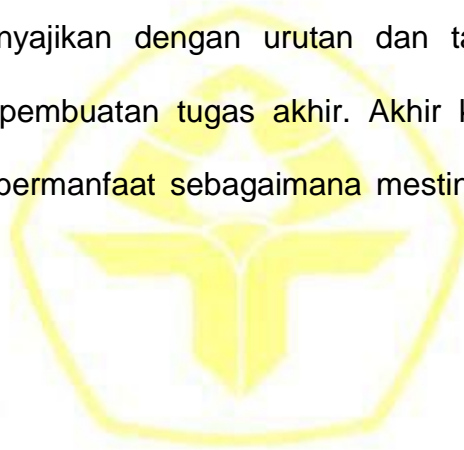 nyajikan dengan urutan dan ta
pembuatan tugas akhir. Akhir k
bermanfaat sebagaimana mestin